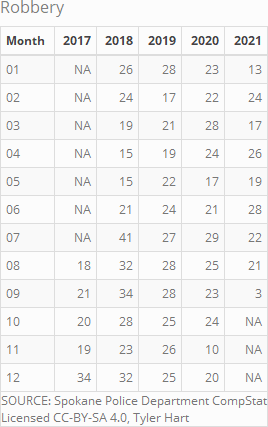 Robbery
Month 2017 2018 2019 2020 2021
01 NA 26 28 23 13
02 NA 24 17 22 24
03 NA 19 21 28 17
04 NA 15 19 24 26
05 NA 15 22 17 19
06 NA 21 24 21 28
07 NA 41 27 29 22
08 18 32 28 25 21
09 21 34 28 23 3
10 20 28 25 24 NA
11 19 23 26 10 NA
12 34 32 25 20 NA
SOURCE: Spokane Police Department CompStat
Licensed CC-BY-SA 4.0, Tyler Hart